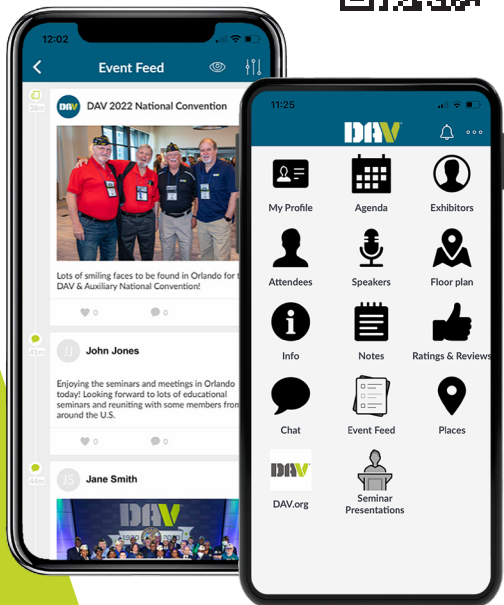 12:02
Event Feed
38m
DAV
DAV 2022 National Convention
Lots of smiling faces to be found in Orlando for t
DAV & Auxiliary National Convention!
0
0
41m
JJ
John Jones
Enjoying the seminars and meetings in Orlando
today! Looking forward to lots of educational
seminars and reuniting with some members from
around the U.S.
0
0
44m
JS
Jane Smith
DAV
11:25
DAV
My Profile
Agenda
Exhibitors
Attendees
Speakers
Floor plan
Info
Notes
Ratings & Reviews
Chat
Event Feed
Places
DAV
DAV.org
Seminar
Presentations